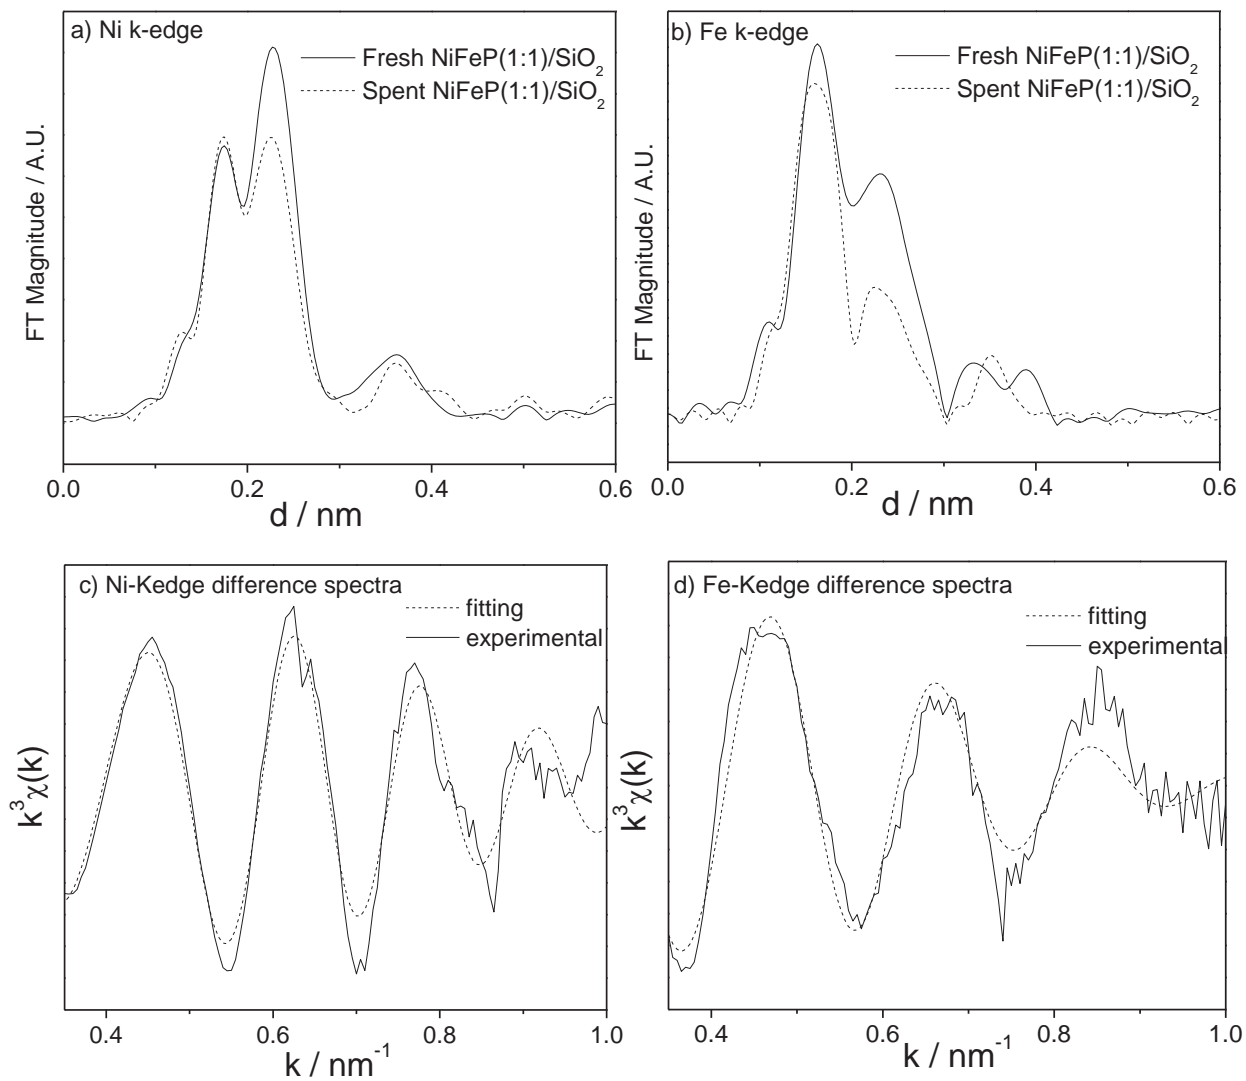 a) Ni k-edge
Fresh NiFeP(1:1)/SiO₂
Spent NiFeP(1:1)/SiO₂
FT Magnitude / A.U.
0.0 0.2 0.4 0.6
d / nm
b) Fe k-edge
Fresh NiFeP(1:1)/SiO₂
Spent NiFeP(1:1)/SiO₂
FT Magnitude / A.U.
0.0 0.2 0.4 0.6
d / nm
c) Ni-Kedge difference spectra
fitting
experimental
k³χ(k)
0.4 0.6 0.8 1.0
k / nm⁻¹
d) Fe-Kedge difference spectra
fitting
experimental
k³χ(k)
0.4 0.6 0.8 1.0
k / nm⁻¹